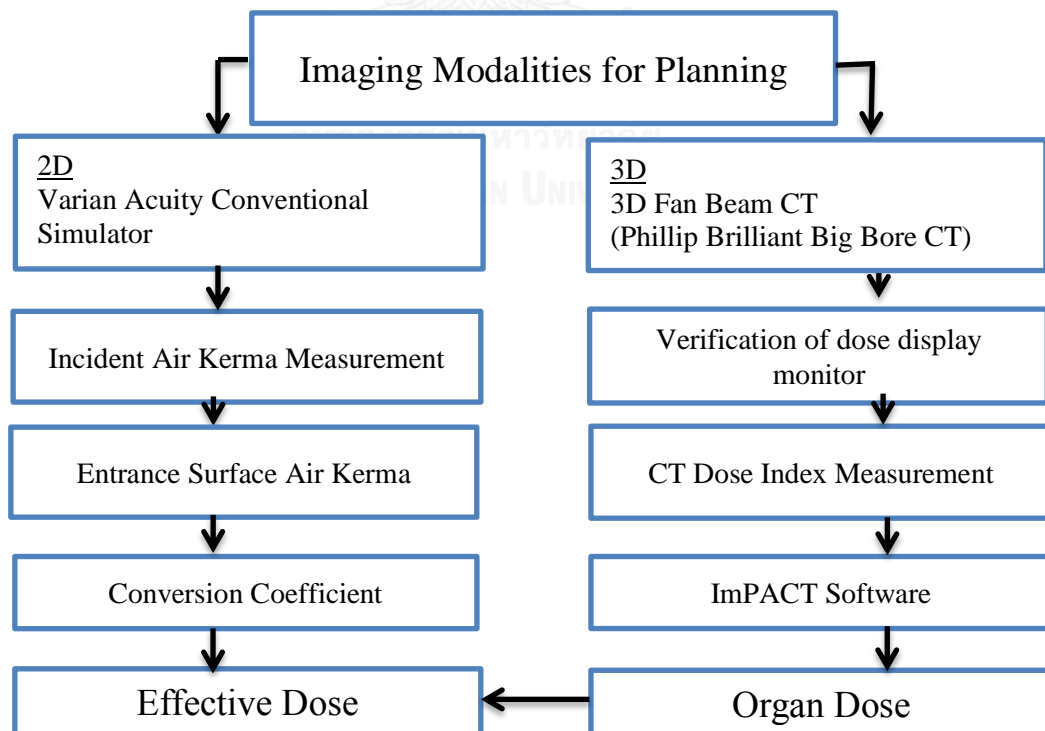 Imaging Modalities for Planning
2D
Varian Acuity Conventional
Simulator
Incident Air Kerma Measurement
Entrance Surface Air Kerma
Conversion Coefficient
Effective Dose
3D
3D Fan Beam CT
(Phillip Brilliant Big Bore CT)
Verification of dose display
monitor
CT Dose Index Measurement
ImPACT Software
Organ Dose